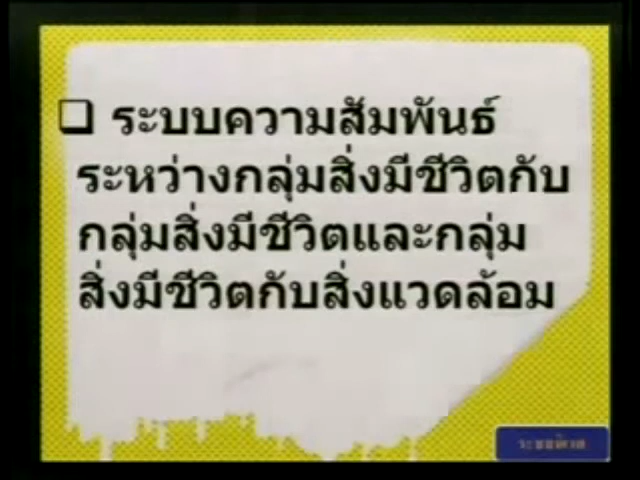 ❑ ระบบความสัมพันธ์
ระหว่างกลุ่มสิ่งมีชีวิตกับ
กลุ่มสิ่งมีชีวิตและกลุ่ม
สิ่งมีชีวิตกับสิ่งแวดล้อม